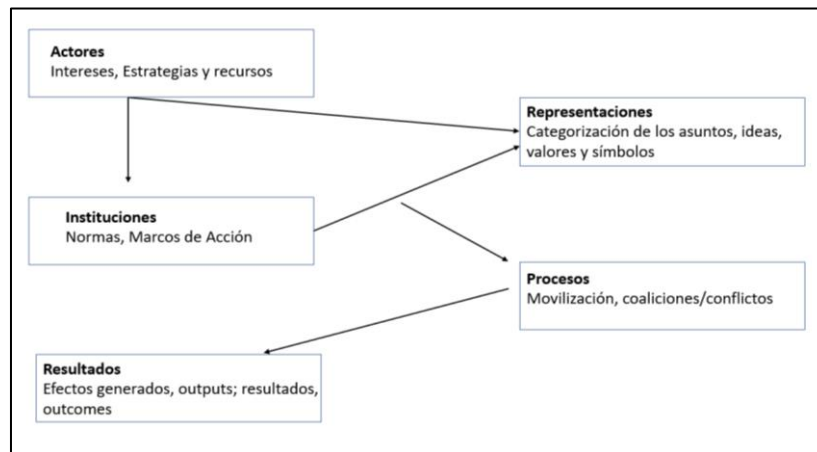 Actores
Intereses, Estrategias y recursos
Representaciones
Categorización de los asuntos, ideas,
valores y símbolos
Instituciones
Normas, Marcos de Acción
Procesos
Movilización, coaliciones/conflictos
Resultados
Efectos generados, outputs; resultados,
outcomes